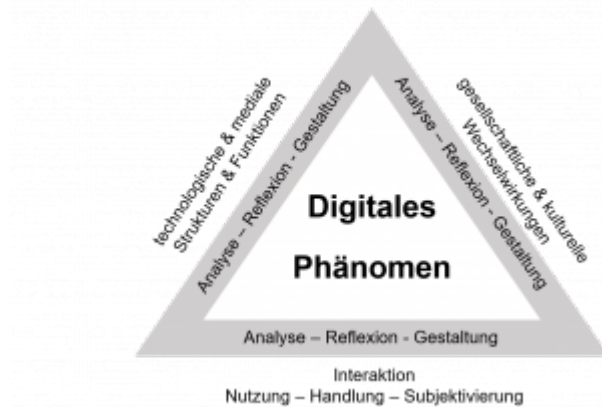 technologische & mediale
Strukturen & Funktionen
Analyse – Reflexion - Gestaltung
gesellschaftliche & kulturelle
Wechselwirkungen
Analyse – Reflexion - Gestaltung
Digitales
Phänomen
Analyse – Reflexion - Gestaltung
Interaktion
Nutzung – Handlung – Subjektivierung